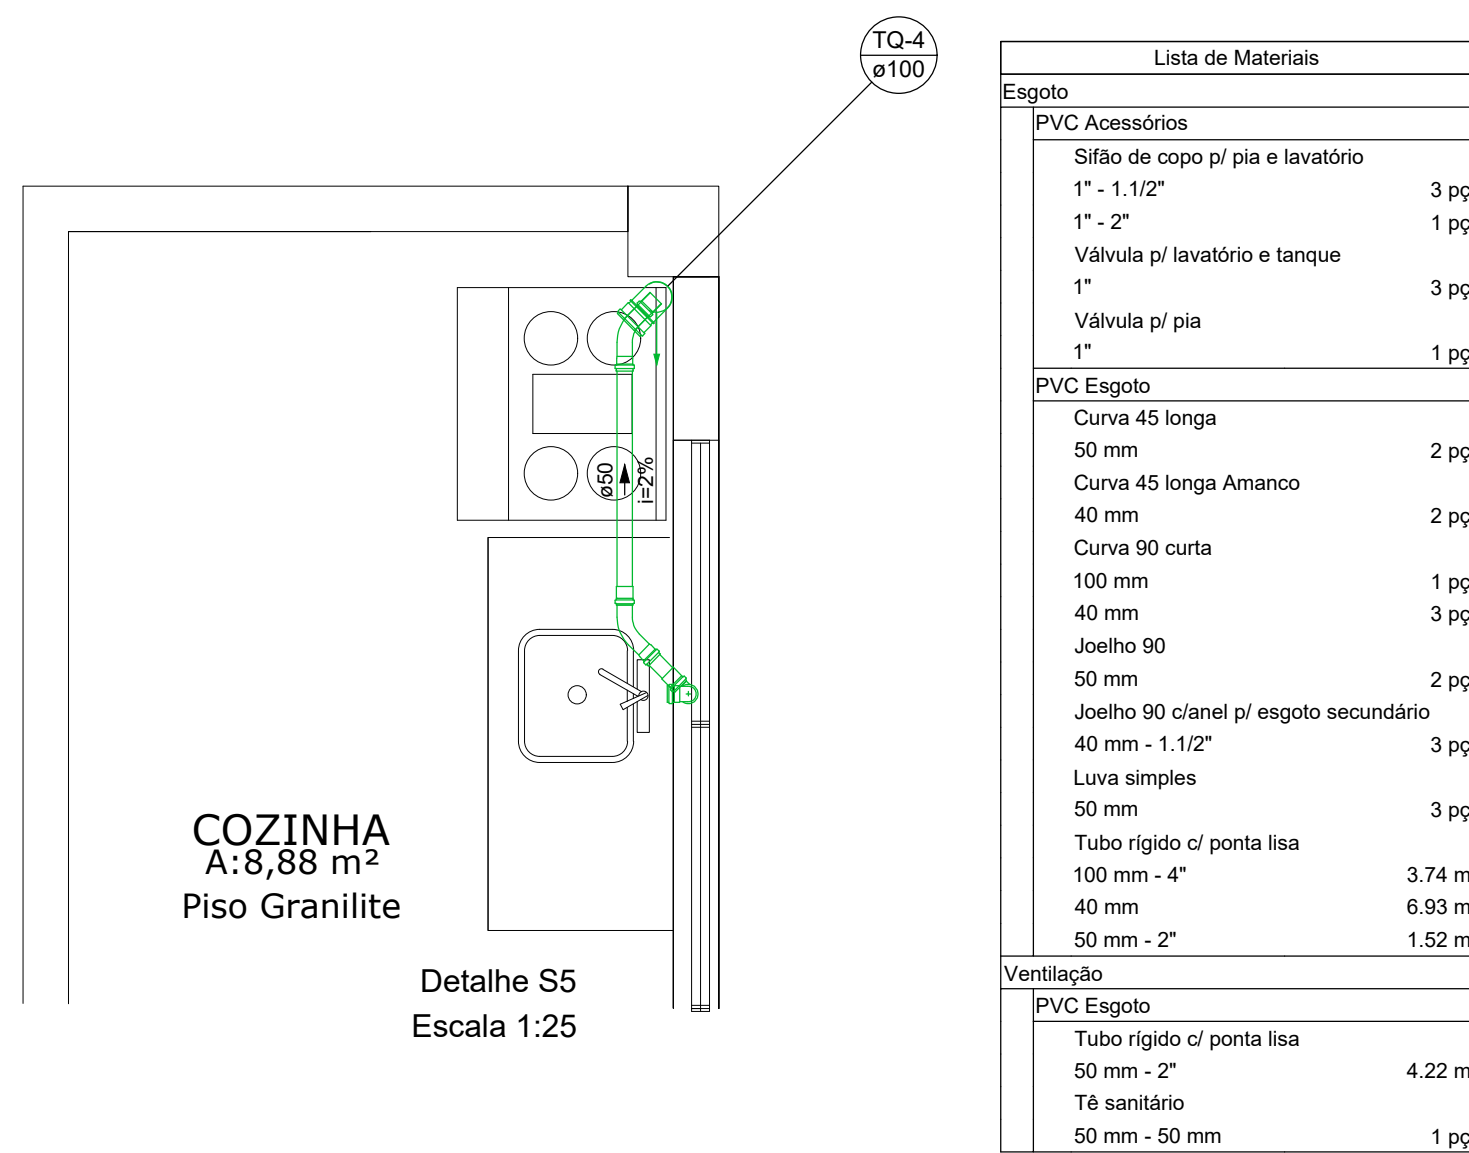 TQ-4
ø100
ø50
i=2%
COZINHA
A:8,88 m²
Piso Granilite
Detalhe S5
Escala 1:25
Lista de Materiais
Esgoto
PVC Acessórios
Sifão de copo p/ pia e lavatório
1" - 1.1/2" 3 pç
1" - 2" 1 pç
Válvula p/ lavatório e tanque
1" 3 pç
Válvula p/ pia
1" 1 pç
PVC Esgoto
Curva 45 longa
50 mm 2 pç
Curva 45 longa Amanco
40 mm 2 pç
Curva 90 curta
100 mm 1 pç
40 mm 3 pç
Joelho 90
50 mm 2 pç
Joelho 90 c/anel p/ esgoto secundário
40 mm - 1.1/2" 3 pç
Luva simples
50 mm 3 pç
Tubo rígido c/ ponta lisa
100 mm - 4" 3.74 m
40 mm 6.93 m
50 mm - 2" 1.52 m
Ventilação
PVC Esgoto
Tubo rígido c/ ponta lisa
50 mm - 2" 4.22 m
Tê sanitário
50 mm - 50 mm 1 pç